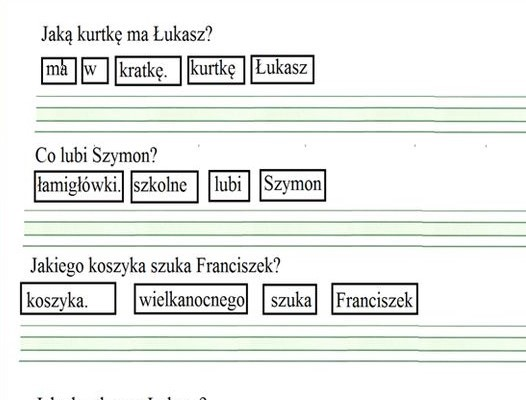 Jaką kurtkę ma Łukasz?
ma w kratkę. kurtkę Łukasz
Co lubi Szymon?
łamigłówki. szkolne lubi Szymon
Jakiego koszyka szuka Franciszek?
koszyka. wielkanocnego szuka Franciszek